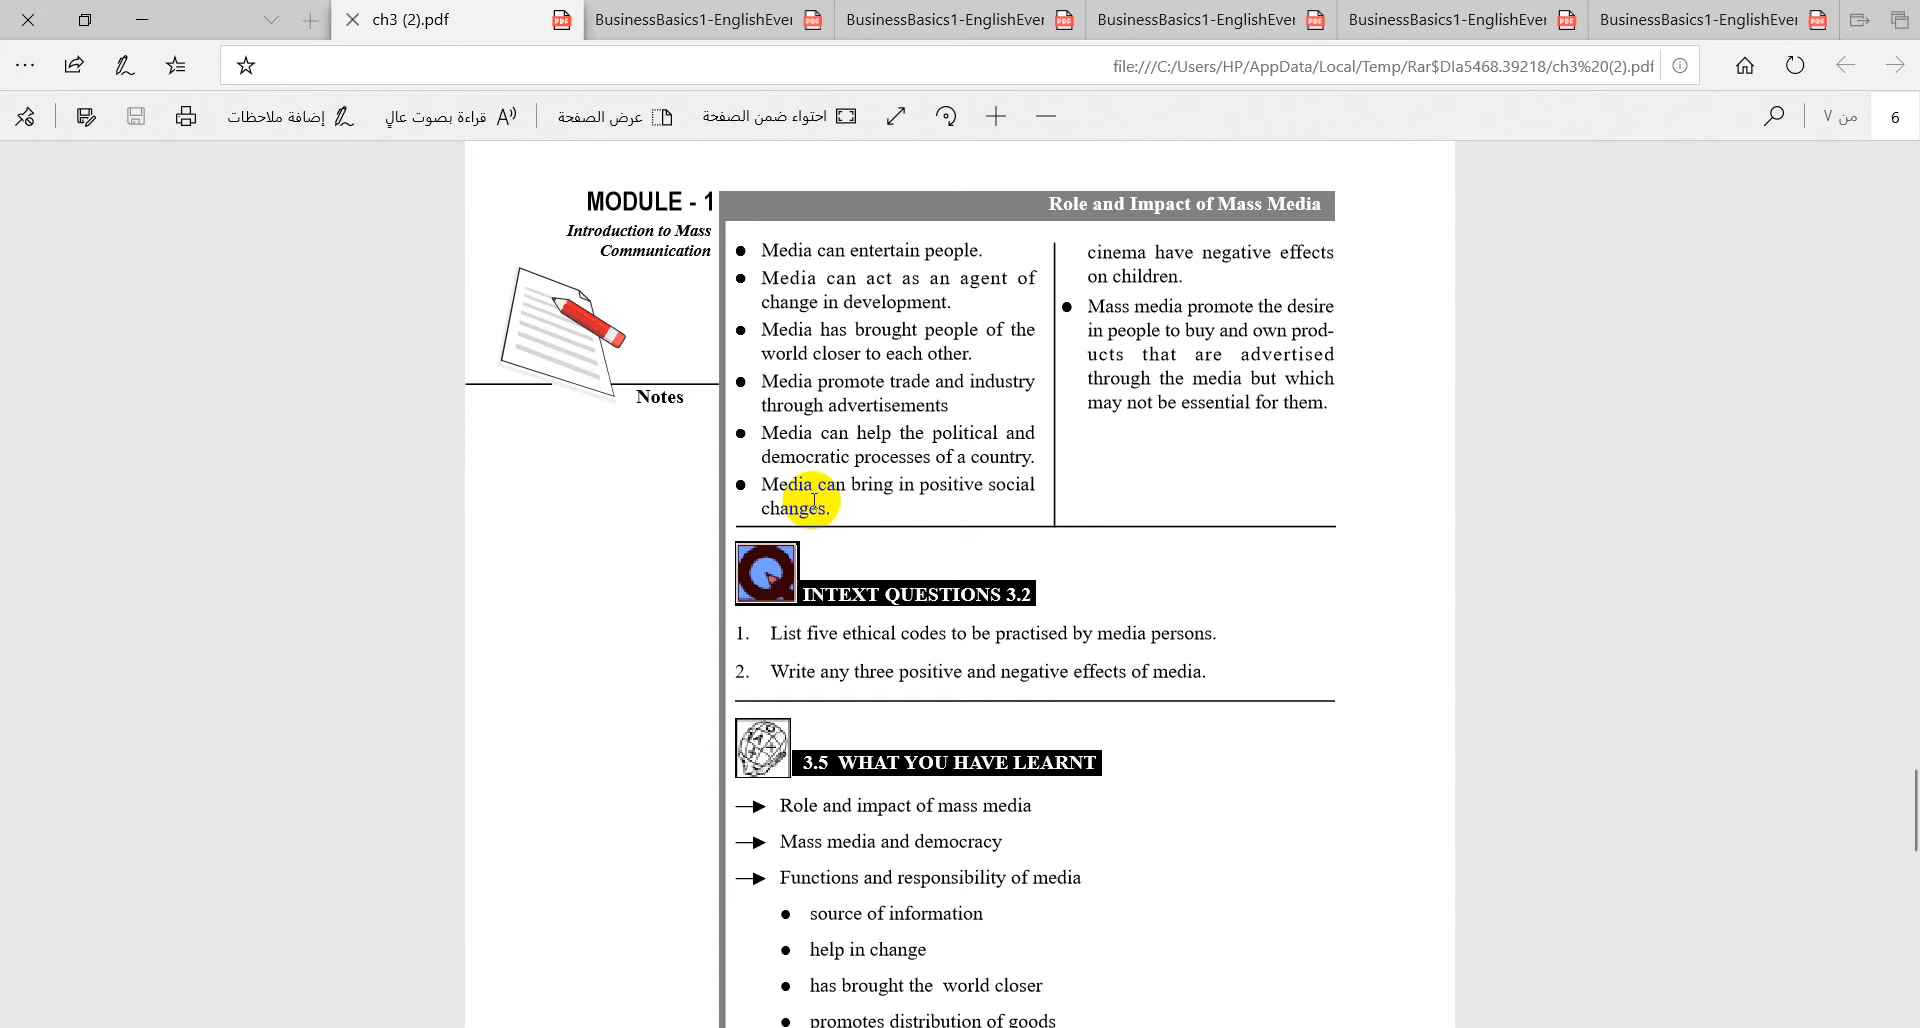 ch3 (2).pdf
BusinessBasics1-EnglishEver
BusinessBasics1-EnglishEver
BusinessBasics1-EnglishEver
BusinessBasics1-EnglishEver
BusinessBasics1-EnglishEver
file:///C:/Users/HP/AppData/Local/Temp/Rar$DIa5468.39218/ch3%20(2).pdf
6
من ٧
احتواء ضمن الصفحة
عرض الصفحة
قراءة بصوت عالٍ
إضافة ملاحظات
MODULE - 1
Introduction to Mass
Communication
Notes
Role and Impact of Mass Media
● Media can entertain people.
● Media can act as an agent of
change in development.
● Media has brought people of the
world closer to each other.
● Media promote trade and industry
through advertisements
● Media can help the political and
democratic processes of a country.
● Media can bring in positive social
changes.
cinema have negative effects
on children.
● Mass media promote the desire
in people to buy and own prod-
ucts that are advertised
through the media but which
may not be essential for them.
Q
INTEXT QUESTIONS 3.2
1. List five ethical codes to be practised by media persons.
2. Write any three positive and negative effects of media.
3.5 WHAT YOU HAVE LEARNT
Role and impact of mass media
Mass media and democracy
Functions and responsibility of media
● source of information
● help in change
● has brought the world closer
● promotes distribution of goods